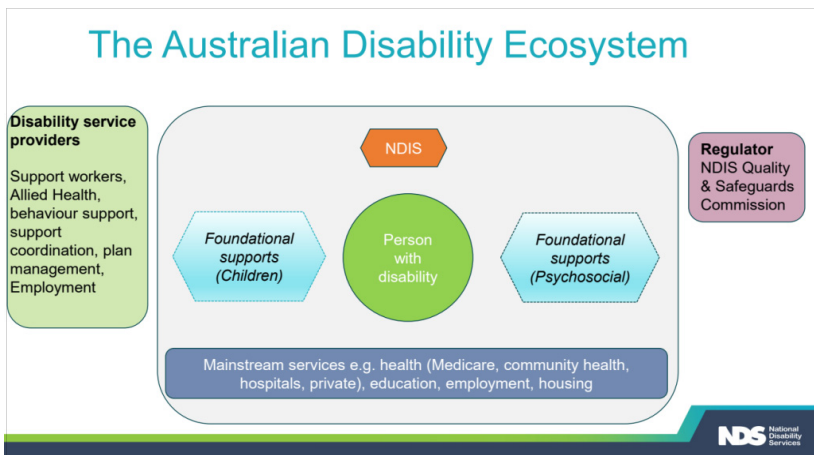 The Australian Disability Ecosystem
Disability service
providers
Support workers,
Allied Health,
behaviour support,
support
coordination, plan
management,
Employment
NDIS
Foundational
supports
(Children)
Person
with
disability
Foundational
supports
(Psychosocial)
Mainstream services e.g. health (Medicare, community health,
hospitals, private), education, employment, housing
Regulator
NDIS Quality
& Safeguards
Commission
NDS
National
Disability
Services